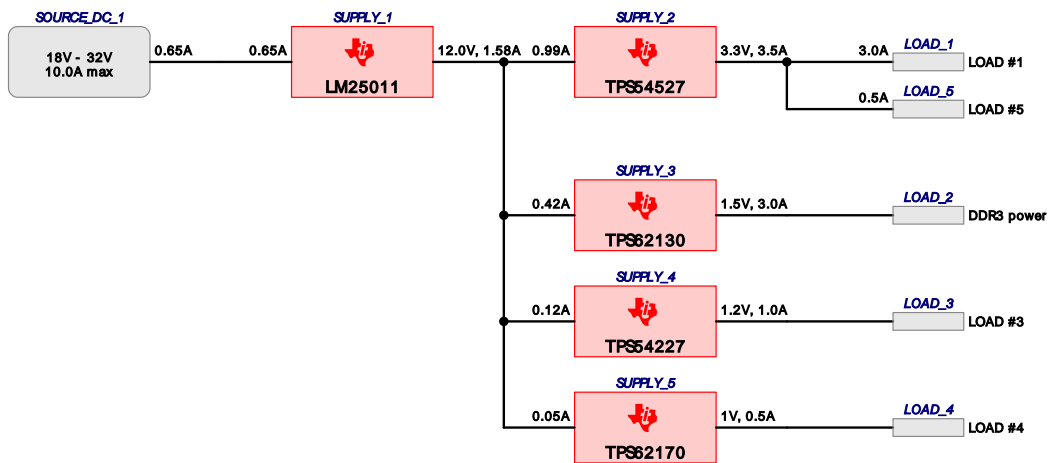 SOURCE_DC_1
18V - 32V
10.0A max
0.65A
0.65A
SUPPLY_1
LM25011
12.0V, 1.58A
0.99A
SUPPLY_2
TPS54527
3.3V, 3.5A
3.0A
LOAD_1
LOAD #1
0.5A
LOAD_5
LOAD #5
0.42A
SUPPLY_3
TPS62130
1.5V, 3.0A
LOAD_2
DDR3 power
0.12A
SUPPLY_4
TPS54227
1.2V, 1.0A
LOAD_3
LOAD #3
0.05A
SUPPLY_5
TPS62170
1V, 0.5A
LOAD_4
LOAD #4